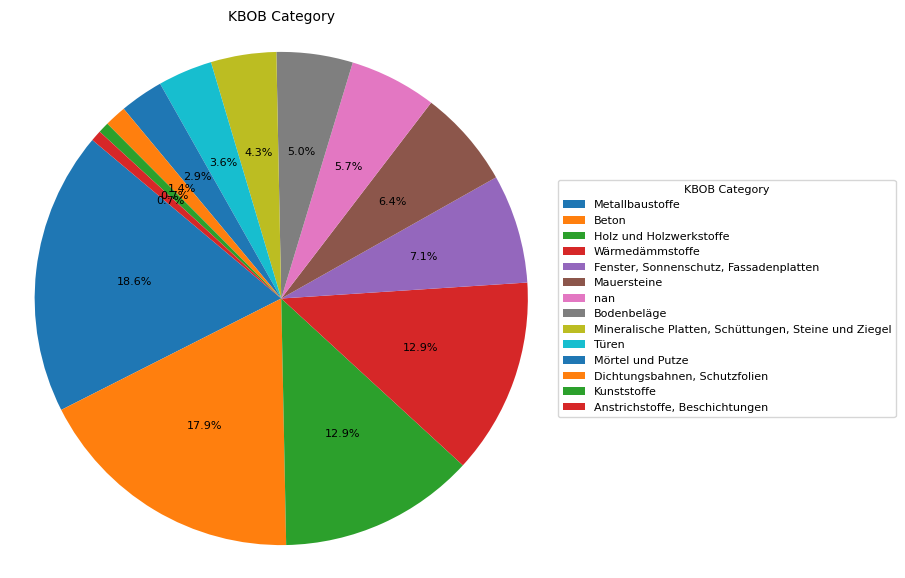 KBOB Category
4.3%
5.0%
3.6%
5.7%
2.9%
1.4%
0.7%
0.7%
6.4%
7.1%
18.6%
12.9%
17.9%
12.9%
KBOB Category
Metallbaustoffe
Beton
Holz und Holzwerkstoffe
Wärmedämmstoffe
Fenster, Sonnenschutz, Fassadenplatten
Mauersteine
nan
Bodenbeläge
Mineralische Platten, Schüttungen, Steine und Ziegel
Türen
Mörtel und Putze
Dichtungsbahnen, Schutzfolien
Kunststoffe
Anstrichstoffe, Beschichtungen